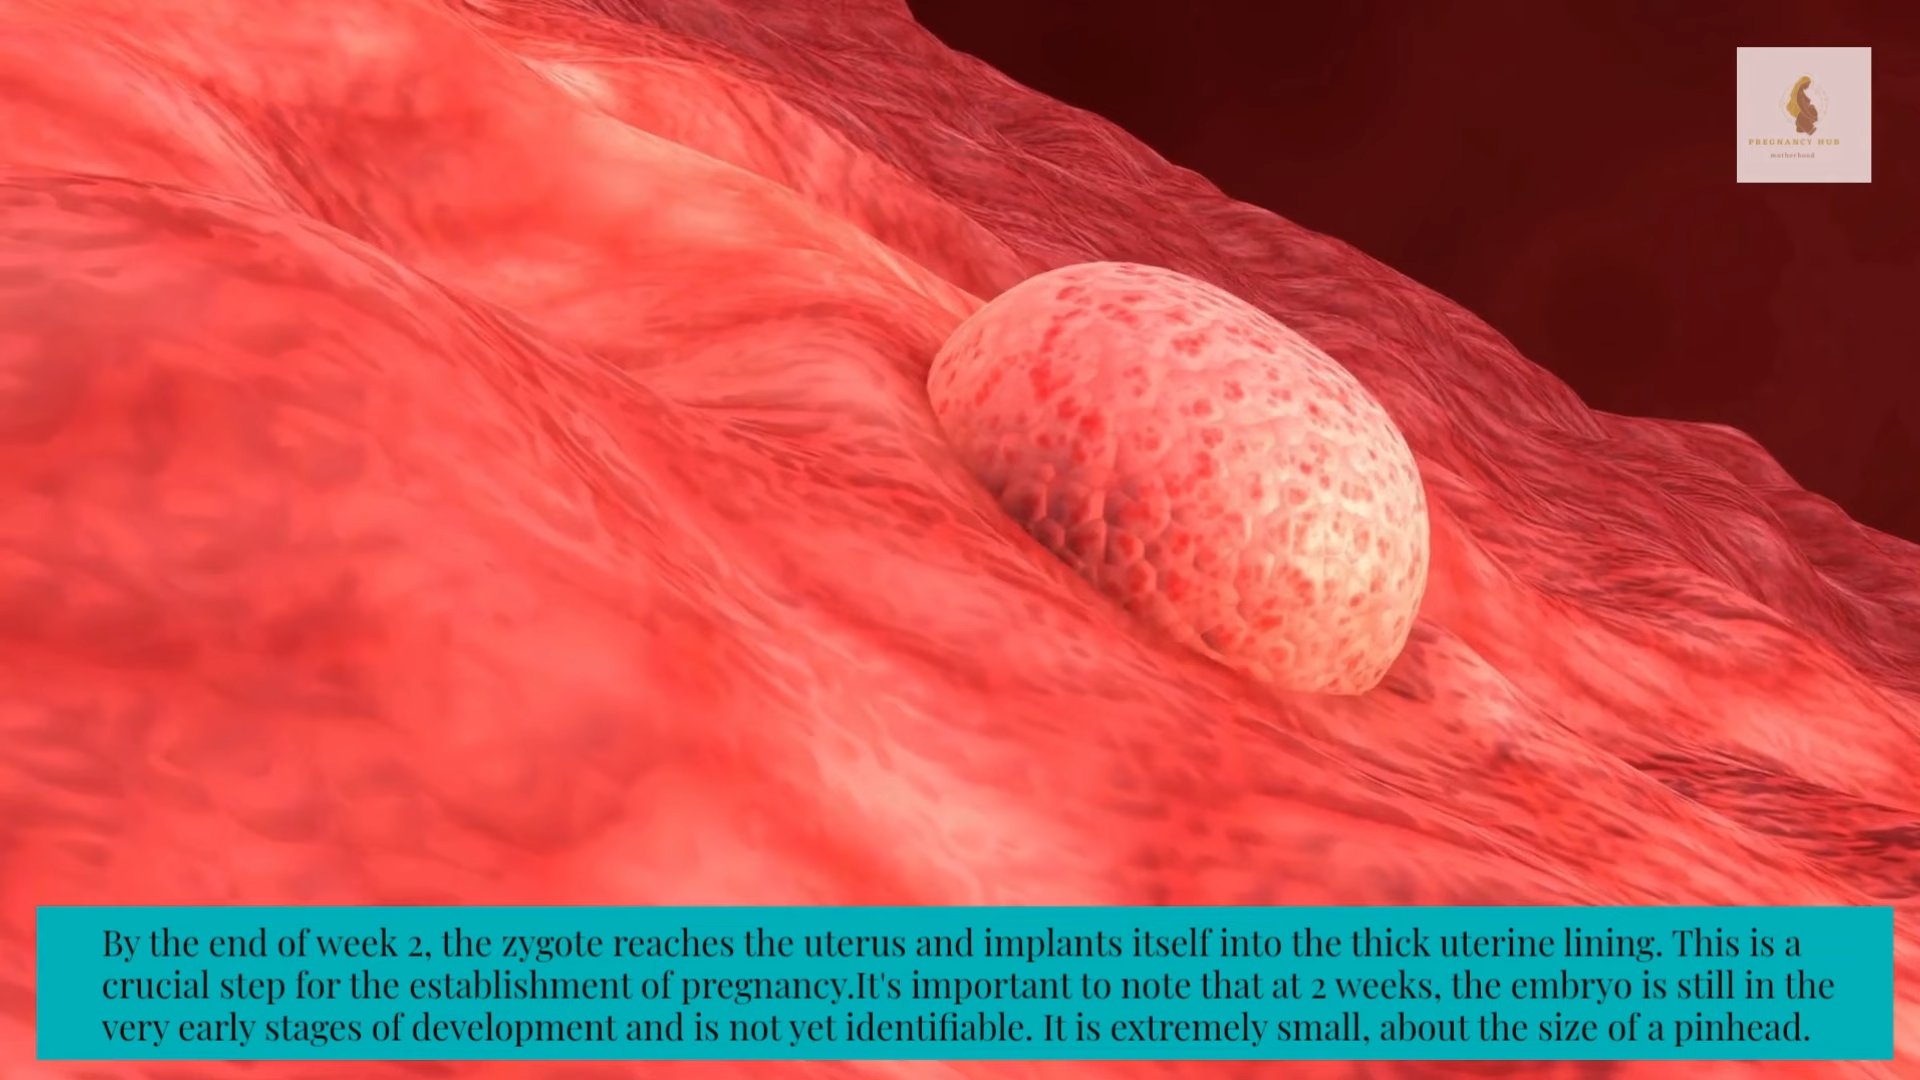 PREGNANCY HUB
motherhood
By the end of week 2, the zygote reaches the uterus and implants itself into the thick uterine lining. This is a
crucial step for the establishment of pregnancy.It's important to note that at 2 weeks, the embryo is still in the
very early stages of development and is not yet identifiable. It is extremely small, about the size of a pinhead.